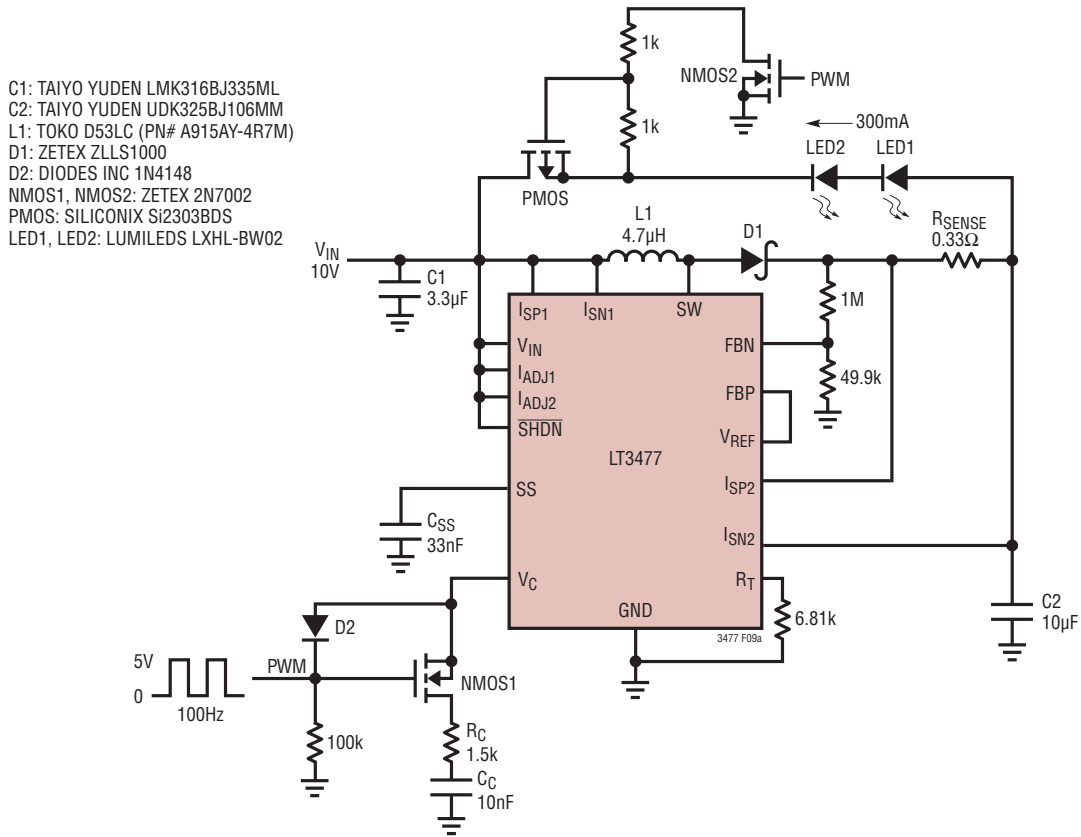 C1: TAIYO YUDEN LMK316BJ335ML
C2: TAIYO YUDEN UDK325BJ106MM
L1: TOKO D53LC (PN# A915AY-4R7M)
D1: ZETEX ZLLS1000
D2: DIODES INC 1N4148
NMOS1, NMOS2: ZETEX 2N7002
PMOS: SILICONIX Si2303BDS
LED1, LED2: LUMILEDS LXHL-BW02
1k
NMOS2
PWM
1k
300mA
LED2
LED1
PMOS
L1
4.7µH
D1
RSENSE
0.33Ω
VIN
10V
C1
3.3µF
ISP1
ISN1
SW
1M
VIN
FBN
IADJ1
49.9k
IADJ2
FBP
SHDN
VREF
LT3477
SS
ISP2
CSS
33nF
ISN2
VC
RT
GND
6.81k
C2
10µF
3477 F09a
D2
5V
0
PWM
100Hz
NMOS1
100k
RC
1.5k
CC
10nF